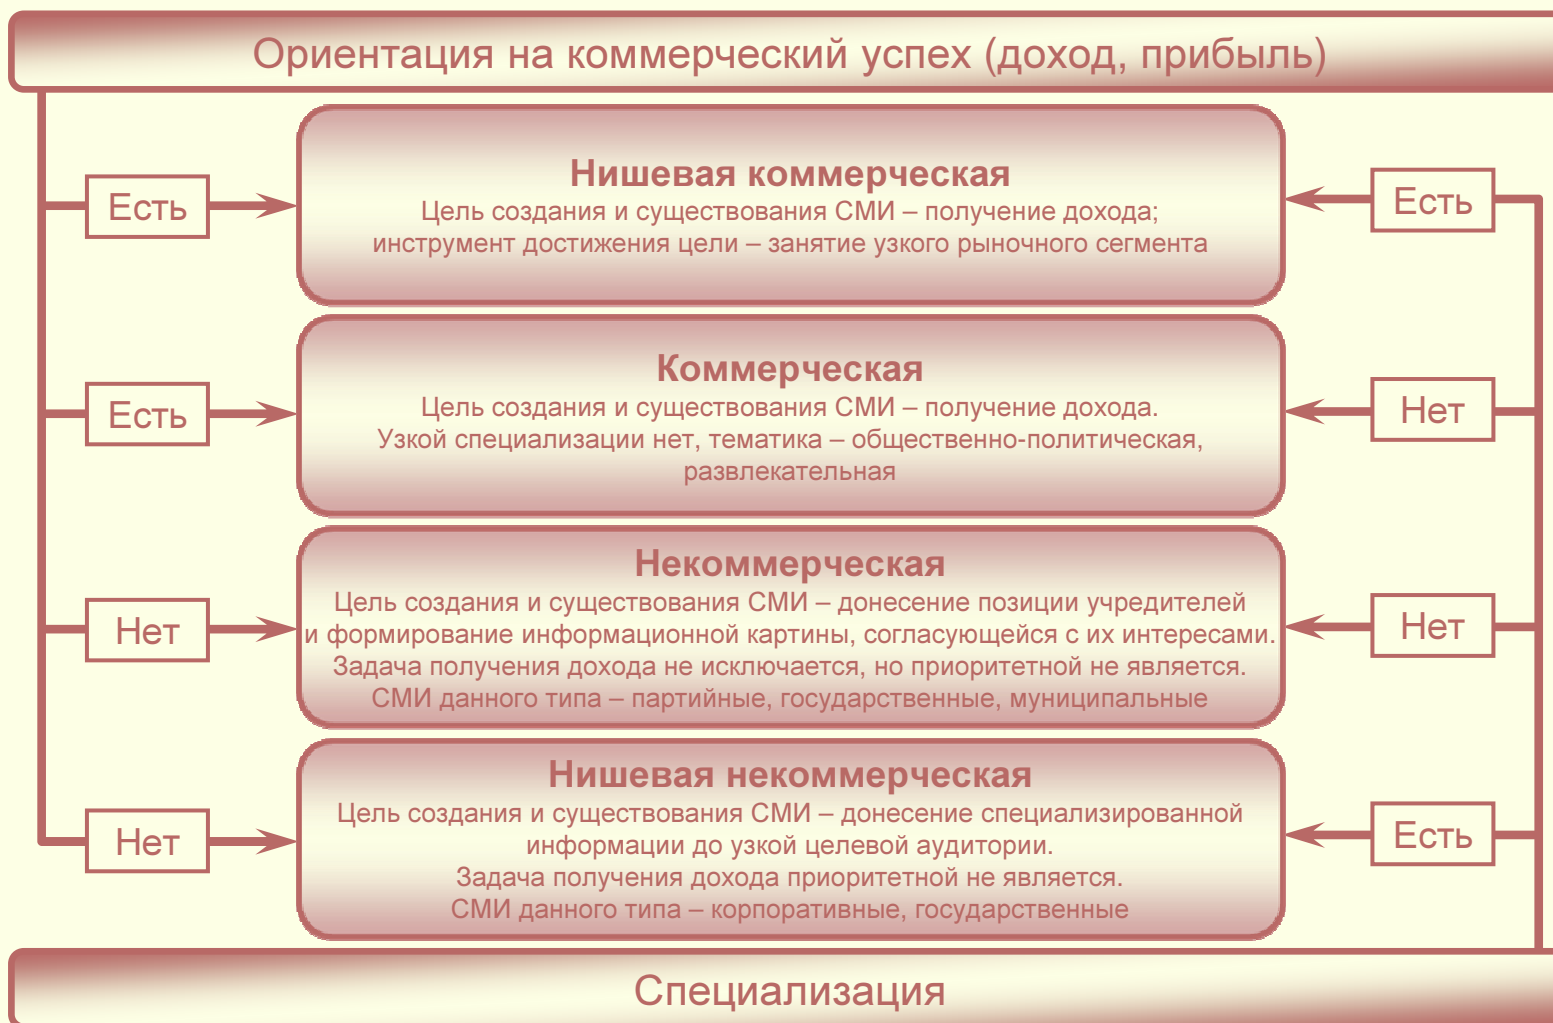 Ориентация на коммерческий успех (доход, прибыль)
Есть
Нишевая коммерческая
Цель создания и существования СМИ – получение дохода;
инструмент достижения цели – занятие узкого рыночного сегмента
Есть
Есть
Коммерческая
Цель создания и существования СМИ – получение дохода.
Узкой специализации нет, тематика – общественно-политическая,
развлекательная
Нет
Нет
Некоммерческая
Цель создания и существования СМИ – донесение позиции учредителей
и формирование информационной картины, согласующейся с их интересами.
Задача получения дохода не исключается, но приоритетной не является.
СМИ данного типа – партийные, государственные, муниципальные
Нет
Нет
Нишевая некоммерческая
Цель создания и существования СМИ – донесение специализированной
информации до узкой целевой аудитории.
Задача получения дохода приоритетной не является.
СМИ данного типа – корпоративные, государственные
Есть
Специализация